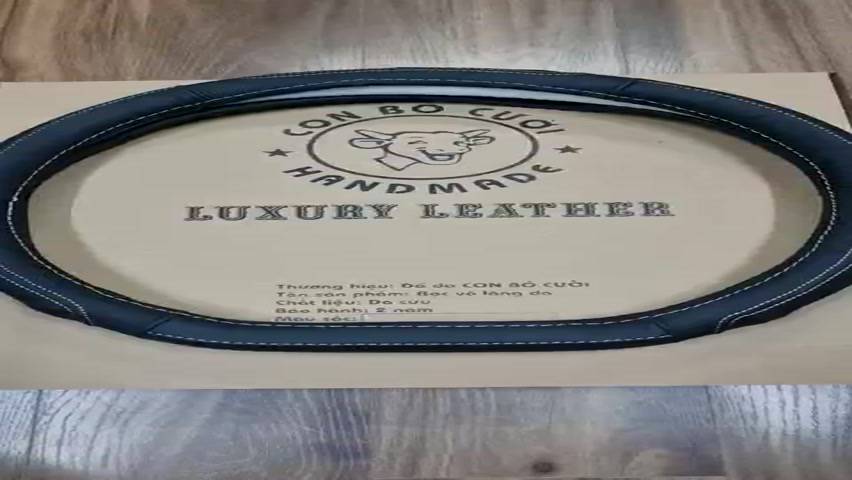 CON BÒ CƯỜI
HANDMADE
LUXURY LEATHER
Thương hiệu: Đồ da CON BÒ CƯỜI
Tên sản phẩm: Bọc vô lăng da
Chất liệu: Da cừu
Bảo hành: 2 năm
Màu sắc: